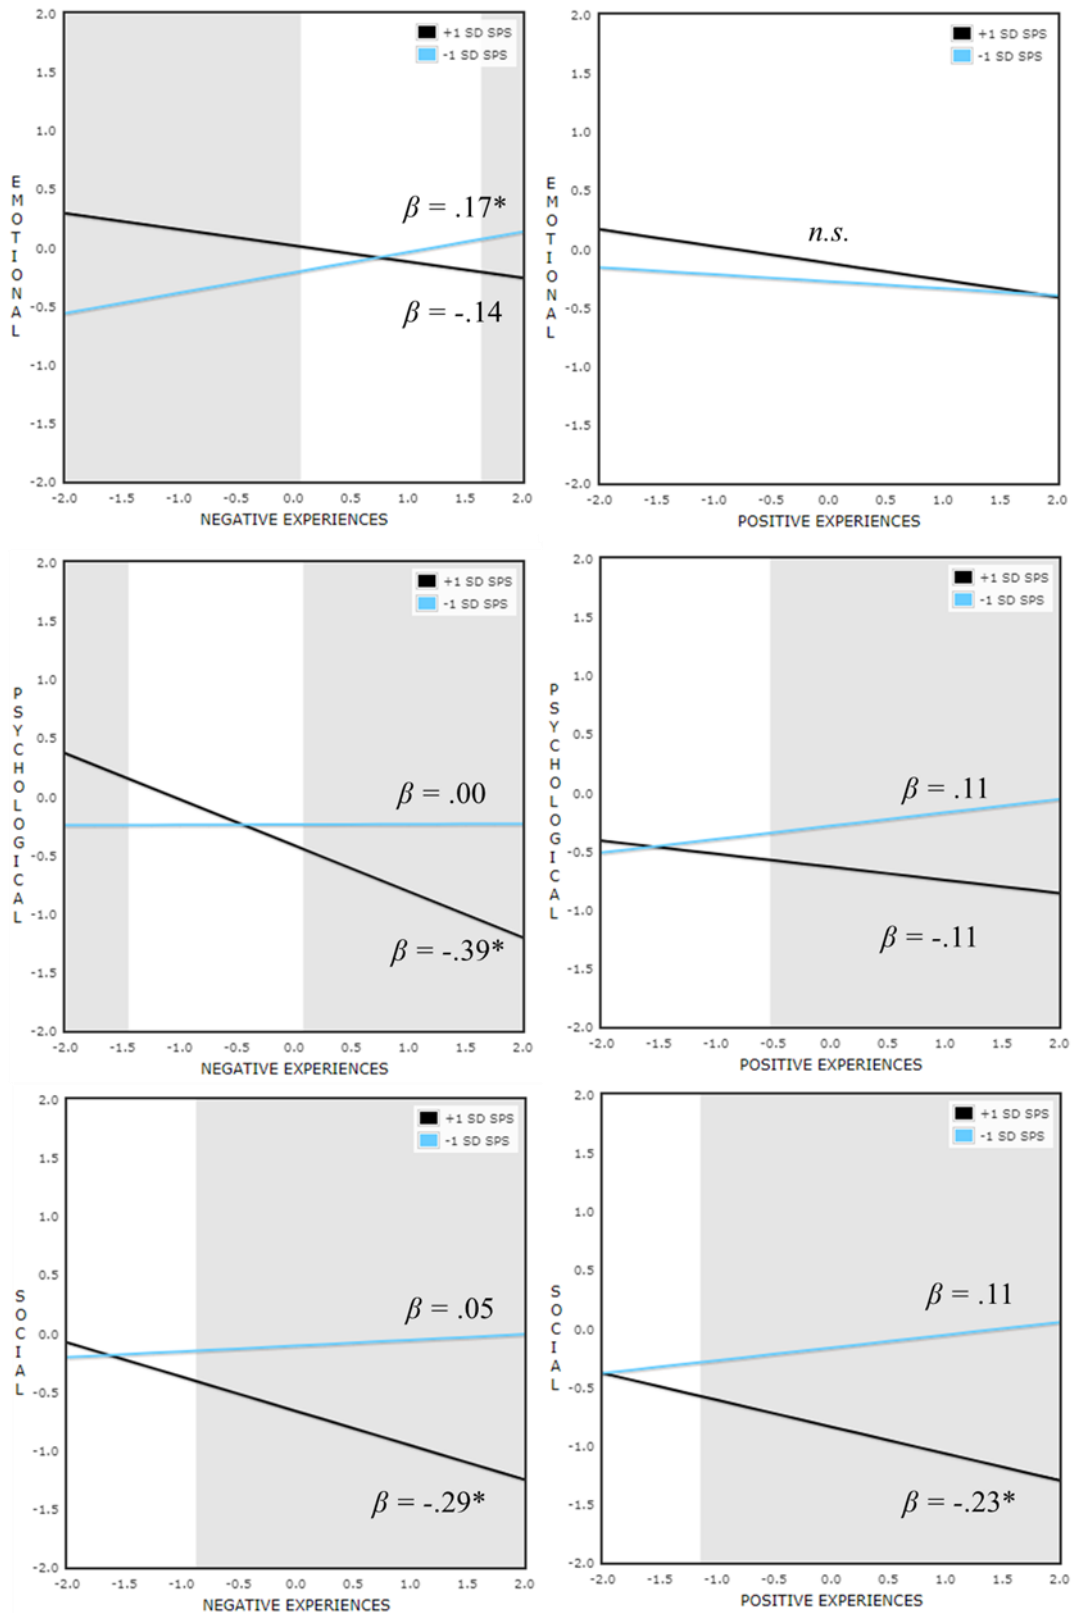 2.0
1.5
1.0
0.5
0.0
-0.5
-1.0
-1.5
-2.0
EMOTIONAL
+1 SD SPS
-1 SD SPS
β = .17*
β = -.14
-2.0 -1.5 -1.0 -0.5 0.0 0.5 1.0 1.5 2.0
NEGATIVE EXPERIENCES
2.0
1.5
1.0
0.5
0.0
-0.5
-1.0
-1.5
-2.0
EMOTIONAL
+1 SD SPS
-1 SD SPS
n.s.
-2.0 -1.5 -1.0 -0.5 0.0 0.5 1.0 1.5 2.0
POSITIVE EXPERIENCES
2.0
1.5
1.0
0.5
0.0
-0.5
-1.0
-1.5
-2.0
PSYCHOLOGICAL
+1 SD SPS
-1 SD SPS
β = .00
β = -.39*
-2.0 -1.5 -1.0 -0.5 0.0 0.5 1.0 1.5 2.0
NEGATIVE EXPERIENCES
2.0
1.5
1.0
0.5
0.0
-0.5
-1.0
-1.5
-2.0
PSYCHOLOGICAL
+1 SD SPS
-1 SD SPS
β = .11
β = -.11
-2.0 -1.5 -1.0 -0.5 0.0 0.5 1.0 1.5 2.0
POSITIVE EXPERIENCES
2.0
1.5
1.0
0.5
0.0
-0.5
-1.0
-1.5
-2.0
SOCIAL
+1 SD SPS
-1 SD SPS
β = .05
β = -.29*
-2.0 -1.5 -1.0 -0.5 0.0 0.5 1.0 1.5 2.0
NEGATIVE EXPERIENCES
2.0
1.5
1.0
0.5
0.0
-0.5
-1.0
-1.5
-2.0
SOCIAL
+1 SD SPS
-1 SD SPS
β = .11
β = -.23*
-2.0 -1.5 -1.0 -0.5 0.0 0.5 1.0 1.5 2.0
POSITIVE EXPERIENCES